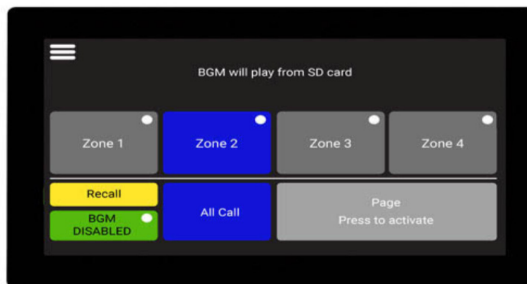 BGM will play from SD card
Zone 1
Zone 2
Zone 3
Zone 4
Recall
BGM
DISABLED
All Call
Page
Press to activate